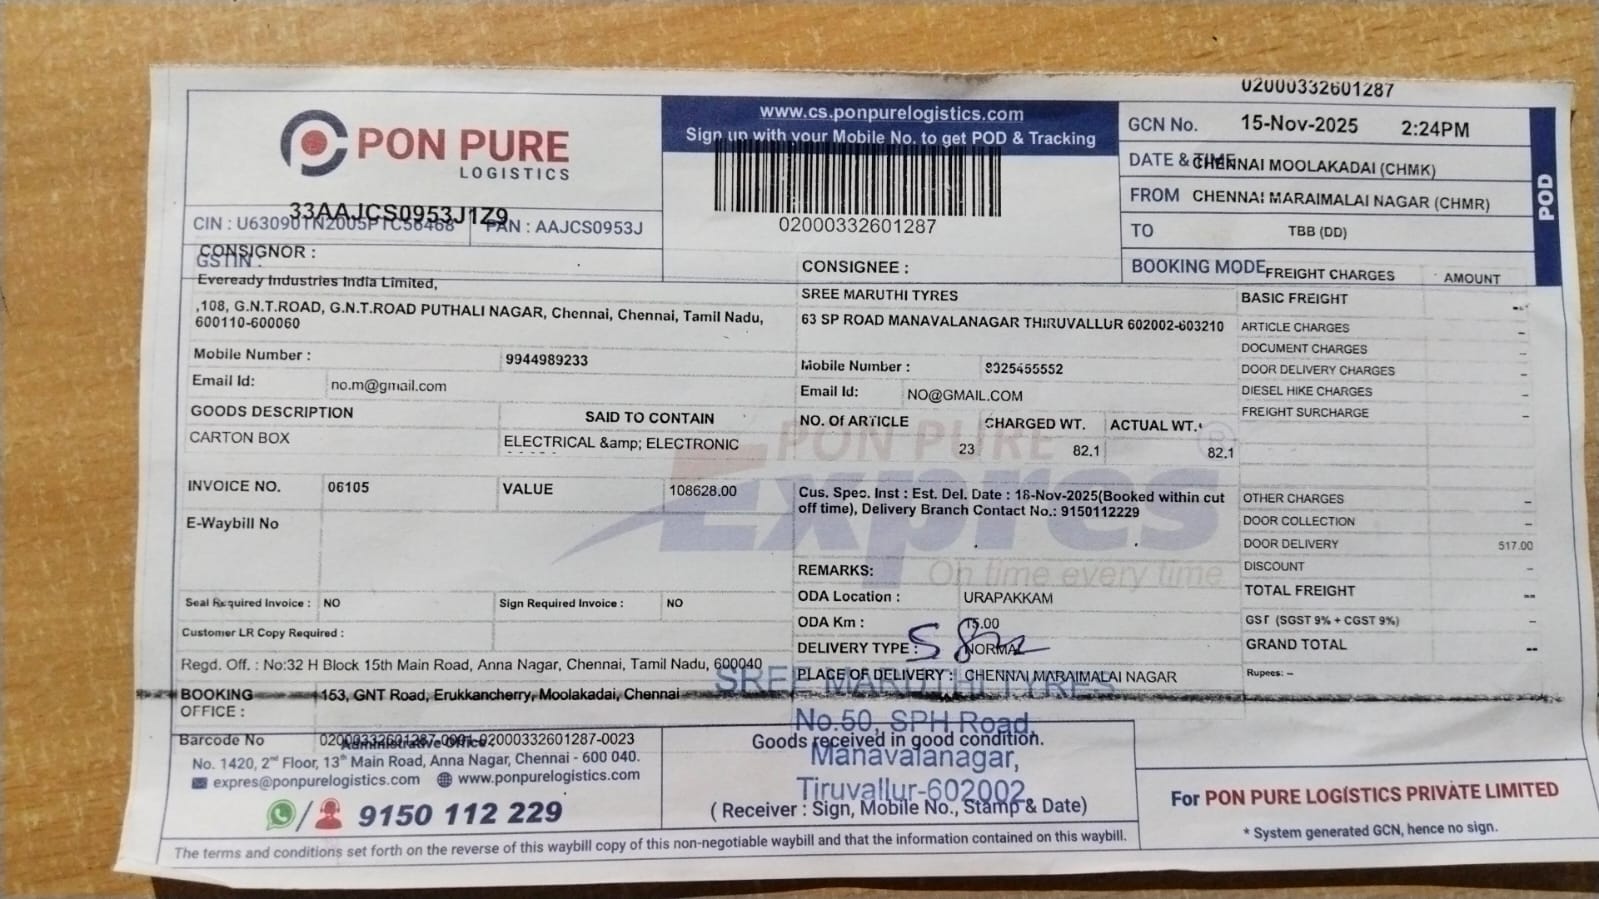 02000332601287
PON PURE
LOGISTICS
www.cs.ponpurelogistics.com
Sign up with your Mobile No. to get POD & Tracking
02000332601287
GCN No. 15-Nov-2025 2:24PM
DATE & TIME CHENNAI MOOLAKADAI (CHMK)
FROM CHENNAI MARAIMALAI NAGAR (CHMR)
TO TBB (DD)
BOOKING MODE
POD
33AAJCS0953J1Z9
CIN : U63090TN2005PTC56468 PAN : AAJCS0953J
GSTIN :
CONSIGNOR :
Eveready Industries India Limited,
,108, G.N.T.ROAD, G.N.T.ROAD PUTHALI NAGAR, Chennai, Chennai, Tamil Nadu,
600110-600060
Mobile Number : 9944989233
Email Id: no.m@gmail.com
CONSIGNEE :
SREE MARUTHI TYRES
63 SP ROAD MANAVALANAGAR THIRUVALLUR 602002-603210
Mobile Number :
Email Id: NO@GMAIL.COM
GOODS DESCRIPTION SAID TO CONTAIN NO. Of ARTICLE CHARGED WT. ACTUAL WT.
CARTON BOX ELECTRICAL &amp; ELECTRONIC 23 82.1 82.1
INVOICE NO. 06105 VALUE 108628.00
E-Waybill No
Cus. Spec. Inst : Est. Del. Date : 18-Nov-2025(Booked within cut
off time), Delivery Branch Contact No.: 9150112229
PON PURE
Expres
On time every time
REMARKS:
ODA Location : URAPAKKAM
ODA Km : 15.00
DELIVERY TYPE : NORMAL
PLACE OF DELIVERY : CHENNAI MARAIMALAI NAGAR
Seal Required Invoice : NO Sign Required Invoice : NO
Customer LR Copy Required :
Regd. Off. : No:32 H Block 15th Main Road, Anna Nagar, Chennai, Tamil Nadu, 600040
BOOKING OFFICE : 153, GNT Road, Erukkancherry, Moolakadai, Chennai
Barcode No 02000332601287-0001-02000332601287-0023
FREIGHT CHARGES AMOUNT
BASIC FREIGHT --
ARTICLE CHARGES –
DOCUMENT CHARGES –
DOOR DELIVERY CHARGES –
DIESEL HIKE CHARGES –
FREIGHT SURCHARGE –
OTHER CHARGES –
DOOR COLLECTION –
DOOR DELIVERY 517.00
DISCOUNT –
TOTAL FREIGHT --
GST (SGST 9% + CGST 9%) –
GRAND TOTAL --
Rupees: –
Administrative Office :
No. 1420, 2nd Floor, 13th Main Road, Anna Nagar, Chennai - 600 040.
expres@ponpurelogistics.com www.ponpurelogistics.com
/ 9150 112 229
SREE MARUTHI TYRES
No.50, SPH Road,
Manavalanagar,
Tiruvallur-602002
Goods received in good condition.
( Receiver : Sign, Mobile No., Stamp & Date)
For PON PURE LOGISTICS PRIVATE LIMITED
* System generated GCN, hence no sign.
The terms and conditions set forth on the reverse of this waybill copy of this non-negotiable waybill and that the information contained on this waybill.